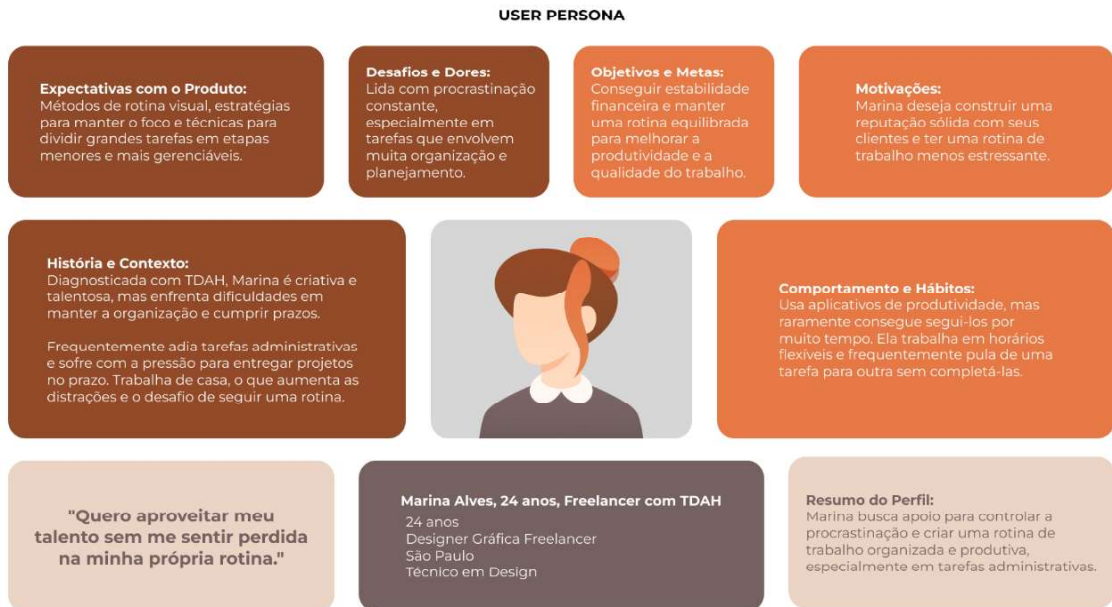 USER PERSONA
Expectativas com o Produto:
Métodos de rotina visual, estratégias
para manter o foco e técnicas para
dividir grandes tarefas em etapas
menores e mais gerenciáveis.
Desafios e Dores:
Lida com procrastinação
constante,
especialmente em
tarefas que envolvem
muita organização e
planejamento.
Objetivos e Metas:
Conseguir estabilidade
financeira e manter
uma rotina equilibrada
para melhorar a
produtividade e a
qualidade do trabalho.
Motivações:
Marina deseja construir uma
reputação sólida com seus
clientes e ter uma rotina de
trabalho menos estressante.
História e Contexto:
Diagnosticada com TDAH, Marina é criativa e
talentosa, mas enfrenta dificuldades em
manter a organização e cumprir prazos.
Frequentemente adia tarefas administrativas
e sofre com a pressão para entregar projetos
no prazo. Trabalha de casa, o que aumenta as
distrações e o desafio de seguir uma rotina.
Comportamento e Hábitos:
Usa aplicativos de produtividade, mas
raramente consegue segui-los por
muito tempo. Ela trabalha em horários
flexíveis e frequentemente pula de uma
tarefa para outra sem completá-las.
"Quero aproveitar meu
talento sem me sentir perdida
na minha própria rotina."
Marina Alves, 24 anos, Freelancer com TDAH
24 anos
Designer Gráfica Freelancer
São Paulo
Técnico em Design
Resumo do Perfil:
Marina busca apoio para controlar a
procrastinação e criar uma rotina de
trabalho organizada e produtiva,
especialmente em tarefas administrativas.